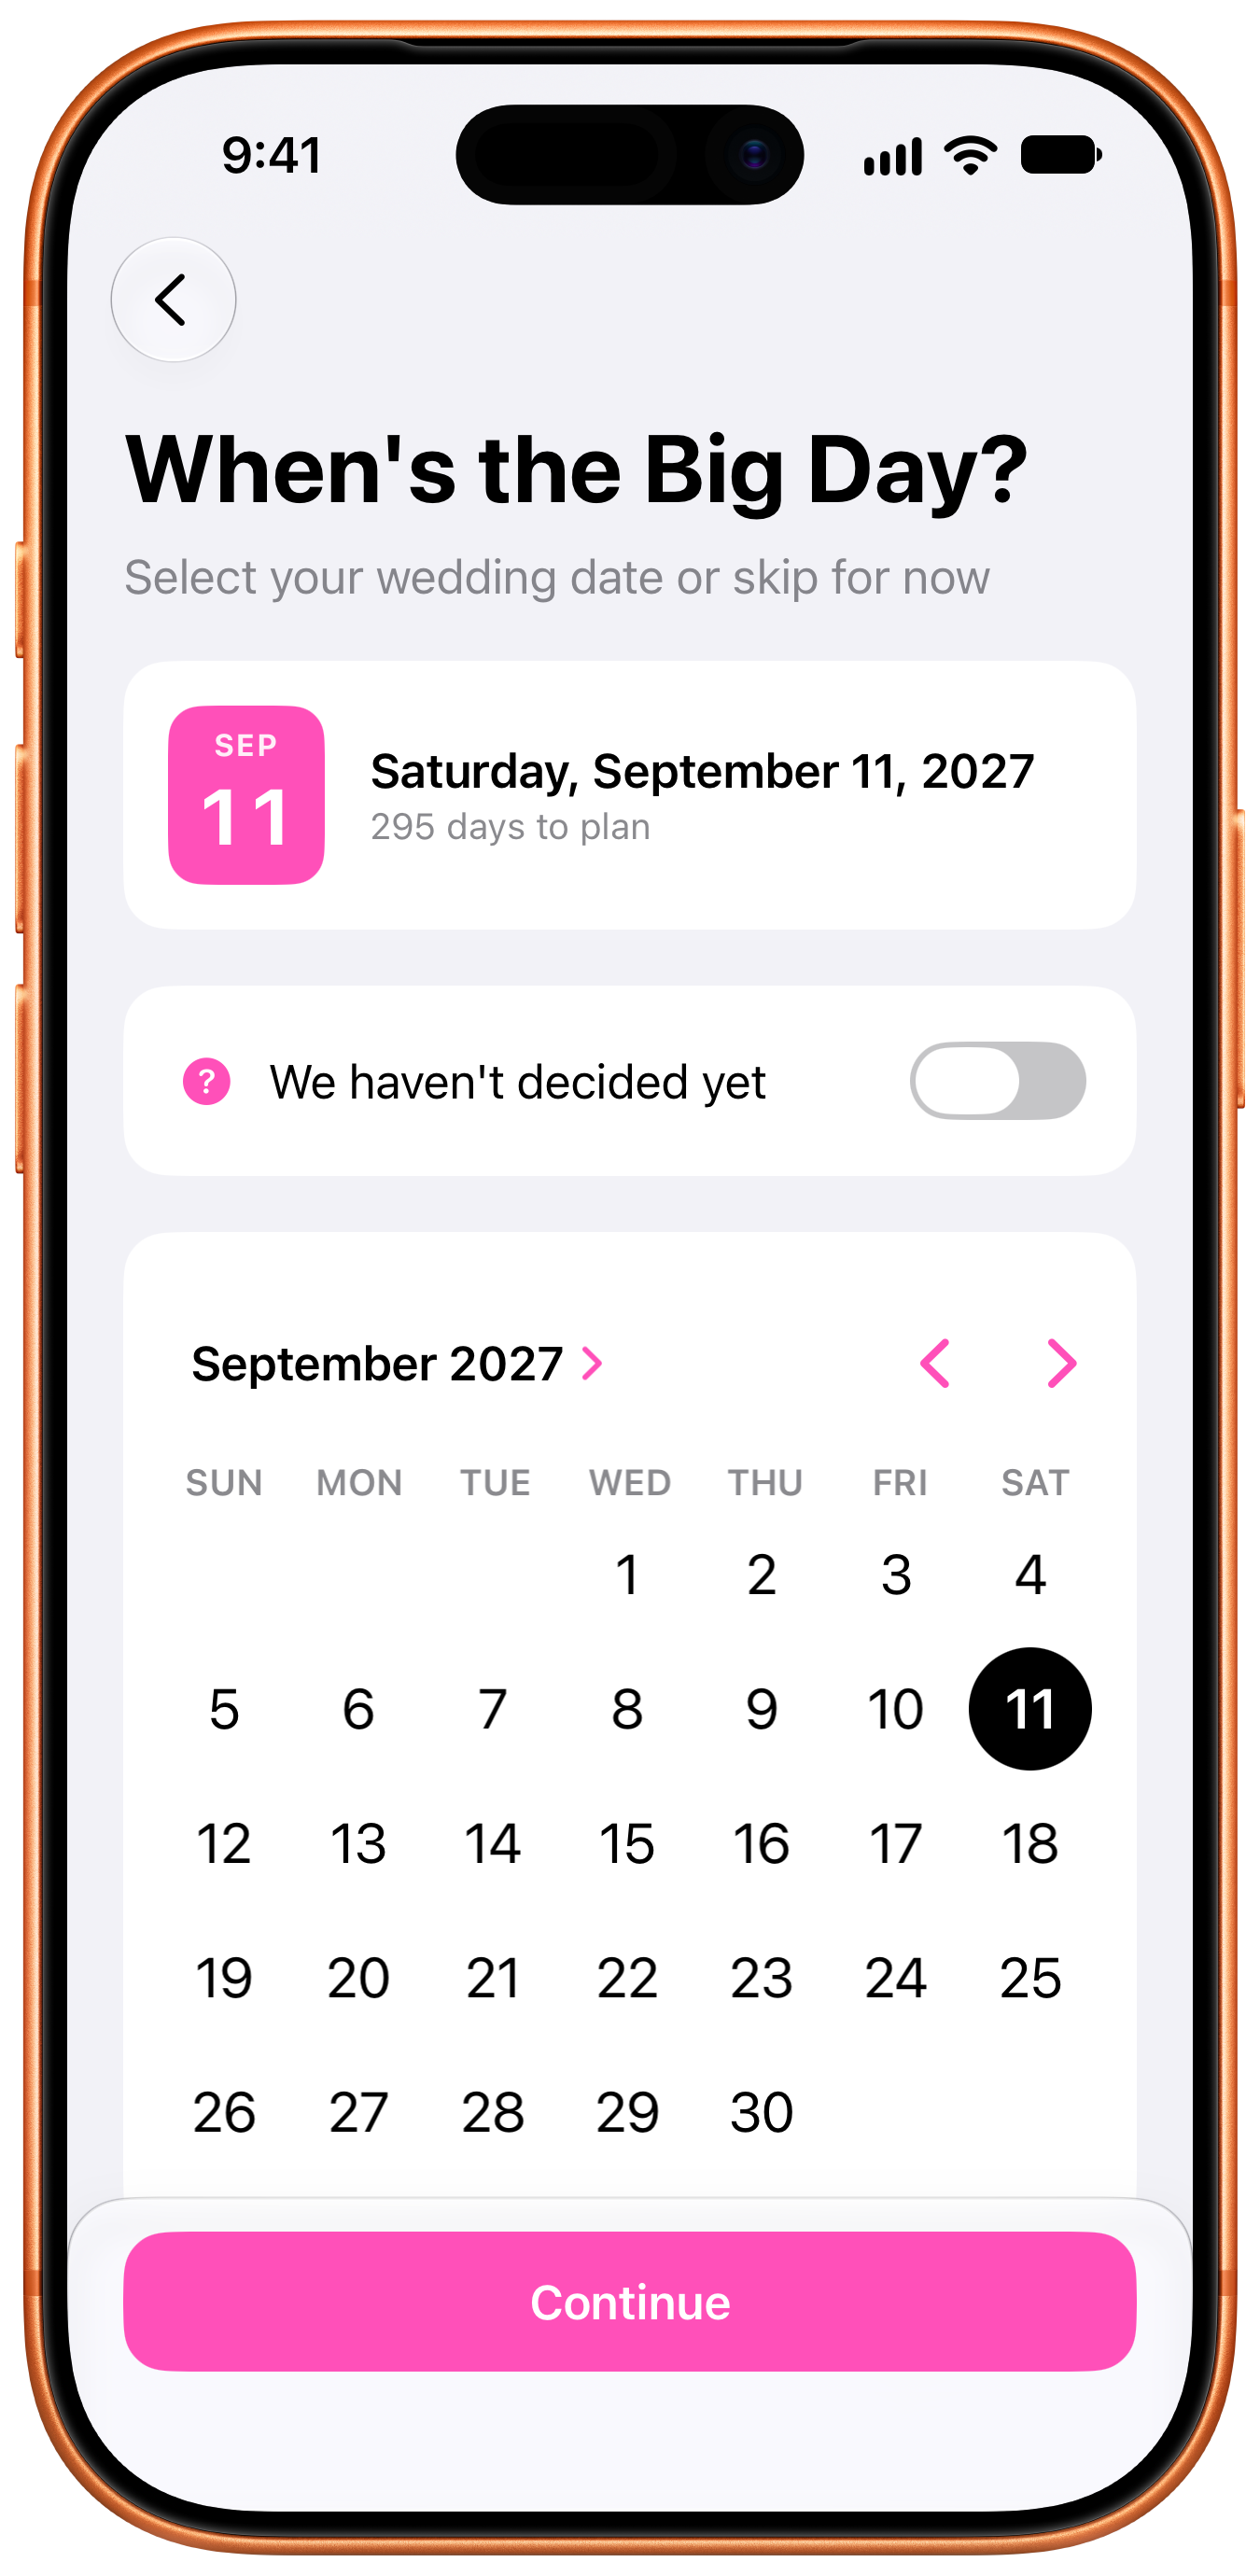 9:41
When's the Big Day?
Select your wedding date or skip for now
SEP
11
Saturday, September 11, 2027
295 days to plan
? We haven't decided yet
September 2027
SUN MON TUE WED THU FRI SAT
1 2 3 4
5 6 7 8 9 10 11
12 13 14 15 16 17 18
19 20 21 22 23 24 25
26 27 28 29 30
Continue